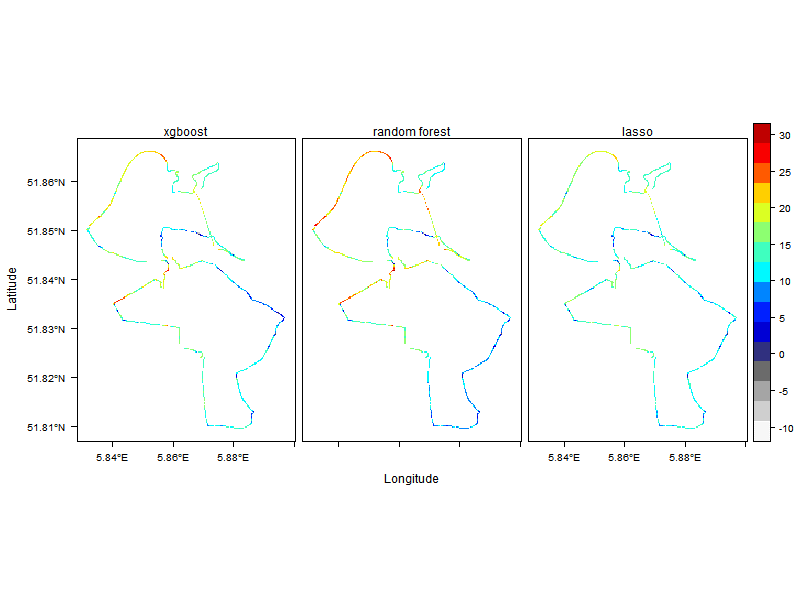 xgboost
random forest
lasso
51.86°N
51.85°N
51.84°N
51.83°N
51.82°N
51.81°N
Latitude
5.84°E
5.86°E
5.88°E
5.84°E
5.86°E
5.88°E
Longitude
30
25
20
15
10
5
0
-5
-10